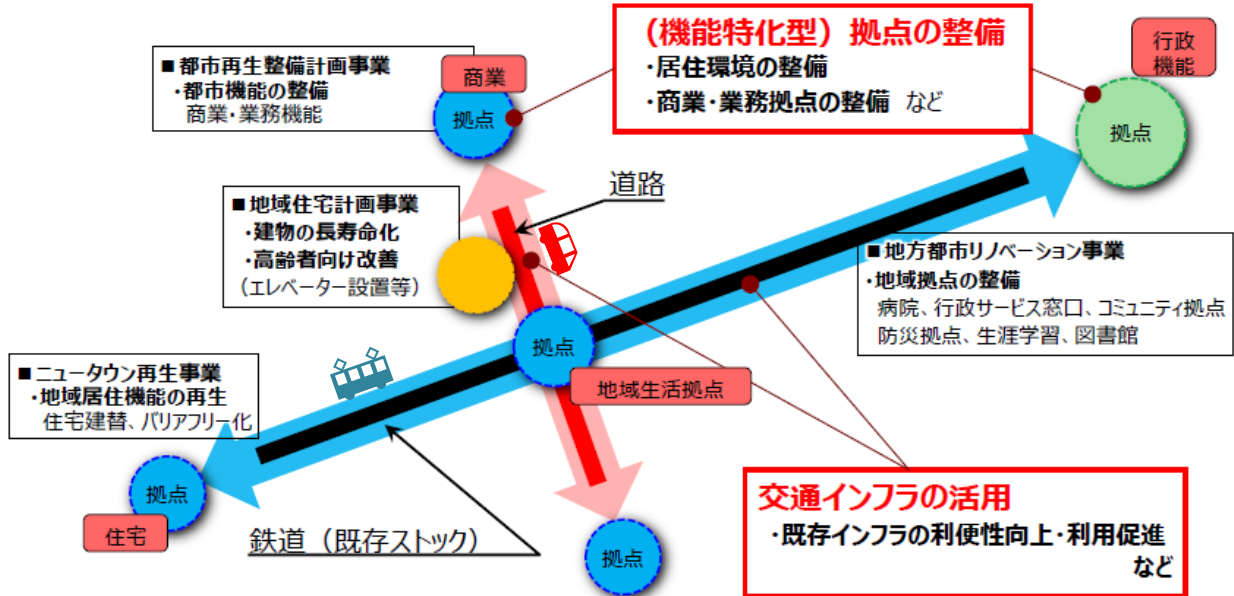 (機能特化型)拠点の整備
・居住環境の整備
・商業・業務拠点の整備 など
行政
機能
拠点
■都市再生整備計画事業
・都市機能の整備
商業・業務機能
商業
拠点
道路
■地域住宅計画事業
・建物の長寿命化
・高齢者向け改善
(エレベーター設置等)
■地方都市リノベーション事業
・地域拠点の整備
病院、行政サービス窓口、コミュニティ拠点
防災拠点、生涯学習、図書館
拠点
地域生活拠点
■ニュータウン再生事業
・地域居住機能の再生
住宅建替、バリアフリー化
拠点
住宅
鉄道(既存ストック)
拠点
交通インフラの活用
・既存インフラの利便性向上・利用促進
など